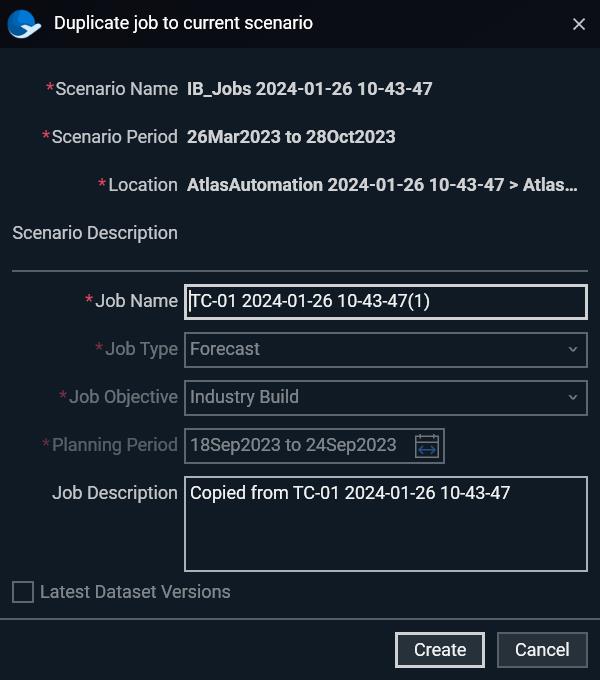 Duplicate job to current scenario
*Scenario Name IB_Jobs 2024-01-26 10-43-47
*Scenario Period 26Mar2023 to 28Oct2023
*Location AtlasAutomation 2024-01-26 10-43-47 > Atlas...
Scenario Description
*Job Name TC-01 2024-01-26 10-43-47(1)
*Job Type Forecast
*Job Objective Industry Build
*Planning Period 18Sep2023 to 24Sep2023
Job Description Copied from TC-01 2024-01-26 10-43-47
Latest Dataset Versions
Create Cancel